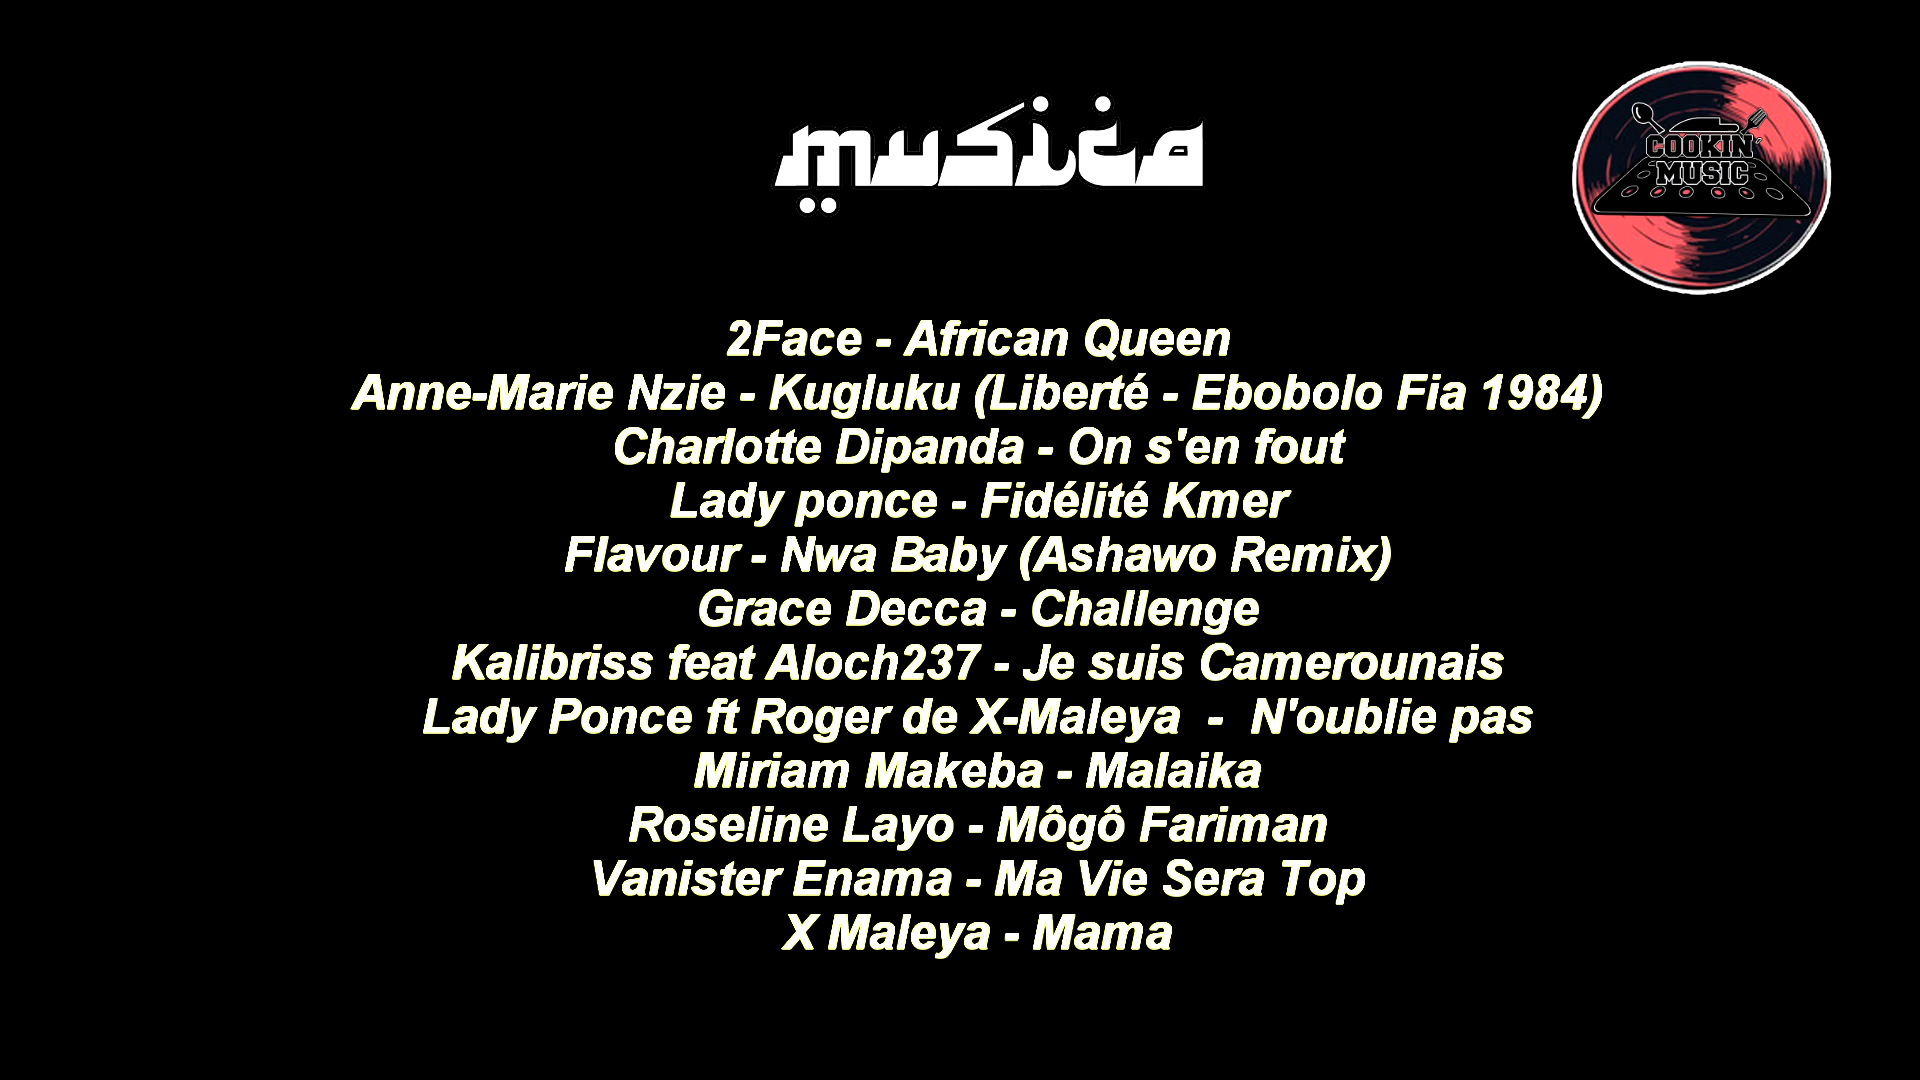 musica
COOKIN'
MUSIC
2Face - African Queen
Anne-Marie Nzie - Kugluku (Liberté - Ebobolo Fia 1984)
Charlotte Dipanda - On s'en fout
Lady ponce - Fidélité Kmer
Flavour - Nwa Baby (Ashawo Remix)
Grace Decca - Challenge
Kalibriss feat Aloch237 - Je suis Camerounais
Lady Ponce ft Roger de X-Maleya  -  N'oublie pas
Miriam Makeba - Malaika
Roseline Layo - Môgô Fariman
Vanister Enama - Ma Vie Sera Top
X Maleya - Mama